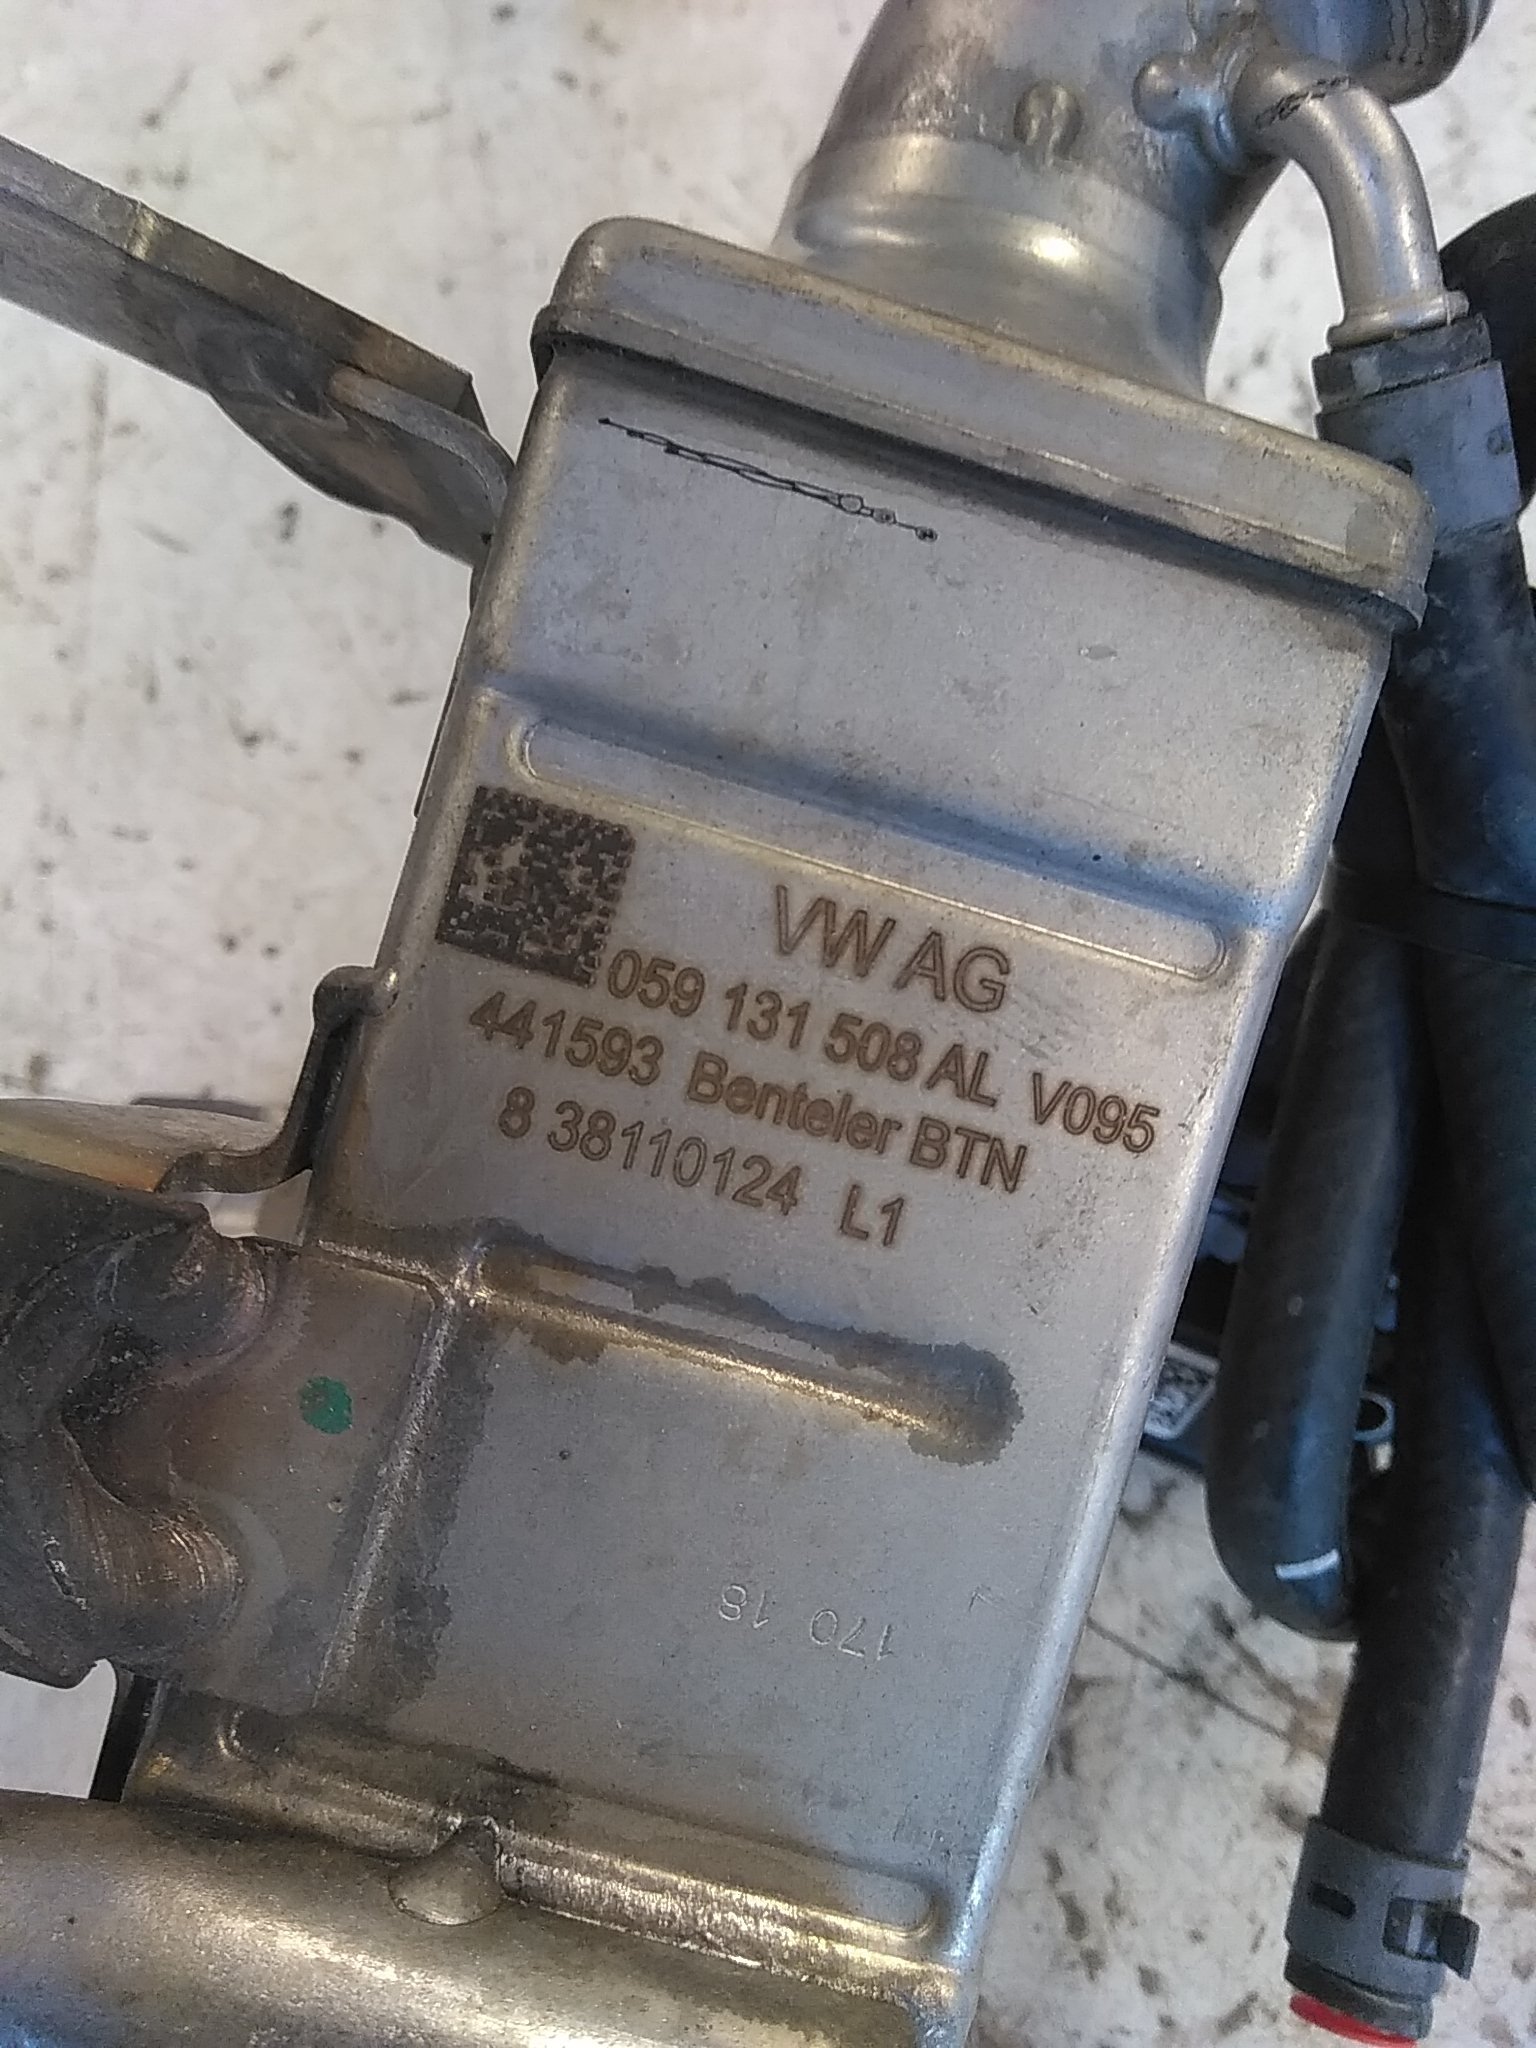 VW AG
059 131 508 AL V095
441593 Benteler BTN
8 38110124 L1
170 18